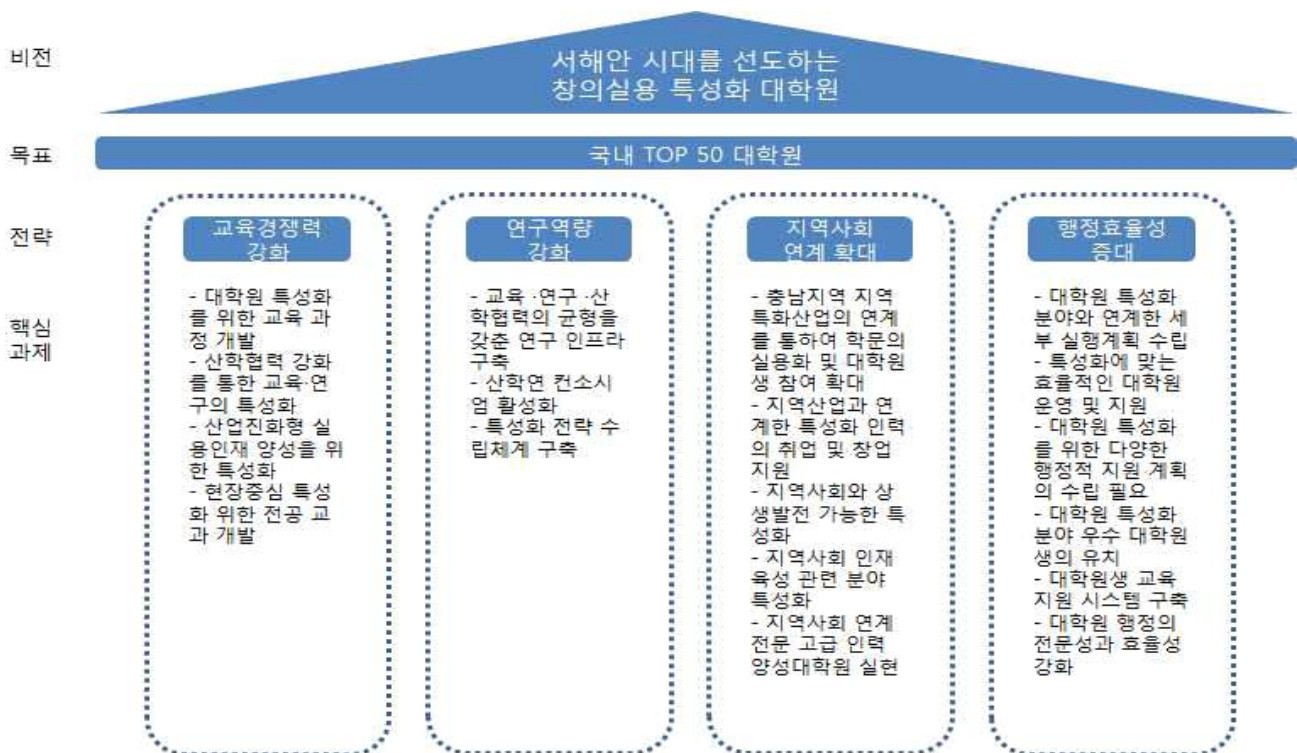 비전
서해안 시대를 선도하는
창의실용 특성화 대학원
목표
국내 TOP 50 대학원
전략
교육경쟁력
강화
연구역량
강화
지역사회
연계 확대
행정효율성
증대
핵심
과제
- 대학원 특성화
를 위한 교육 과
정 개발
- 산학협력 강화
를 통한 교육·연
구의 특성화
- 산업진화형 실
용인재 양성을 위
한 특성화
- 현장중심 특성
화 위한 전공 교
과 개발
- 교육 ·연구 ·산
학협력의 균형을
갖춘 연구 인프라
구축
- 산학연 컨소시
엄 활성화
- 특성화 전략 수
립체계 구축
- 충남지역 지역
특화산업의 연계
를 통하여 학문의
실용화 및 대학원
생 참여 확대
- 지역산업과 연
계한 특성화 인력
의 취업 및 창업
지원
- 지역사회와 상
생발전 가능한 특
성화
- 지역사회 인재
육성 관련 분야
특성화
- 지역사회 연계
전문 고급 인력
양성대학원 실현
- 대학원 특성화
분야와 연계한 세
부 실행계획 수립
- 특성화에 맞는
효율적인 대학원
운영 및 지원
- 대학원 특성화
를 위한 다양한
행정적 지원 계획
의 수립 필요
- 대학원 특성화
분야 우수 대학원
생의 유치
- 대학원생 교육
지원 시스템 구축
- 대학원 행정의
전문성과 효율성
강화